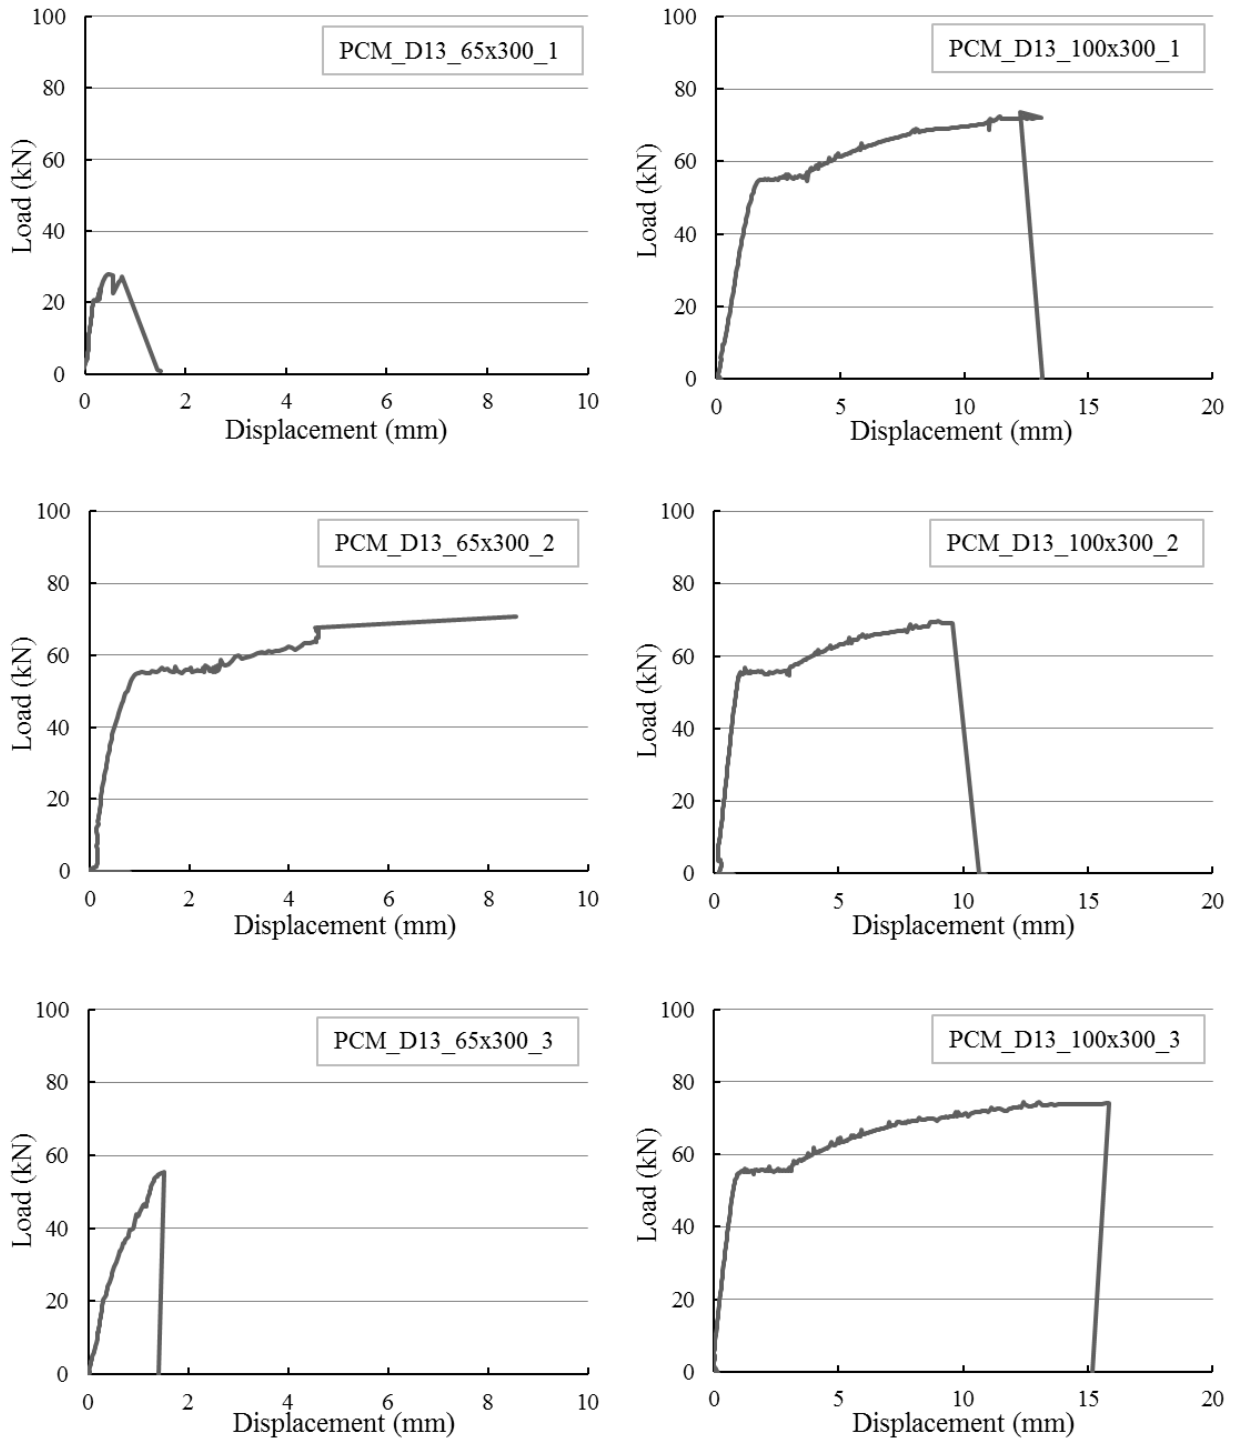 PCM_D13_65x300_1
100
80
60
40
20
0
Load (kN)
0 2 4 6 8 10
Displacement (mm)
PCM_D13_100x300_1
100
80
60
40
20
0
Load (kN)
0 5 10 15 20
Displacement (mm)
PCM_D13_65x300_2
100
80
60
40
20
0
Load (kN)
0 2 4 6 8 10
Displacement (mm)
PCM_D13_100x300_2
100
80
60
40
20
0
Load (kN)
0 5 10 15 20
Displacement (mm)
PCM_D13_65x300_3
100
80
60
40
20
0
Load (kN)
0 2 4 6 8 10
Displacement (mm)
PCM_D13_100x300_3
100
80
60
40
20
0
Load (kN)
0 5 10 15 20
Displacement (mm)